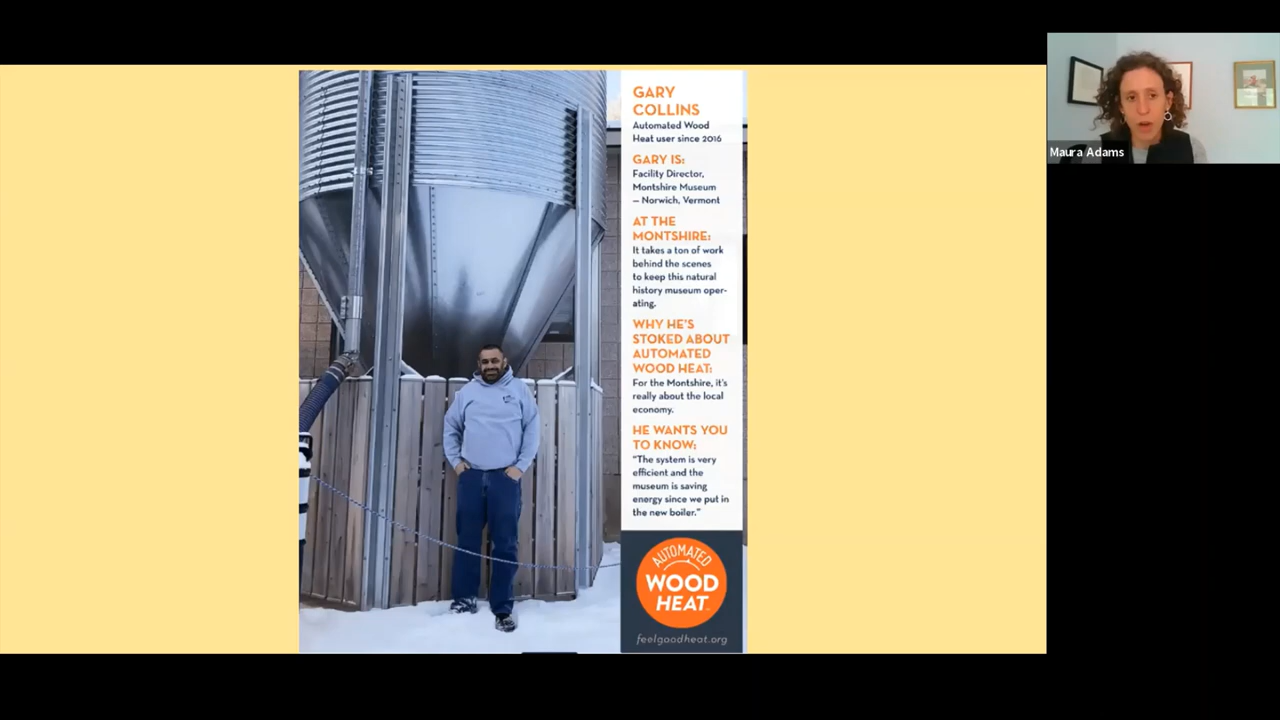 GARY
COLLINS
Automated Wood
Heat user since 2016
GARY IS:
Facility Director,
Montshire Museum
— Norwich, Vermont
AT THE
MONTSHIRE:
It takes a ton of work
behind the scenes
to keep this natural
history museum oper-
ating.
WHY HE'S
STOKED ABOUT
AUTOMATED
WOOD HEAT:
For the Montshire, it's
really about the local
economy.
HE WANTS YOU
TO KNOW:
“The system is very
efficient and the
museum is saving
energy since we put in
the new boiler.”
AUTOMATED
WOOD
HEAT
feelgoodheat.org
Maura Adams